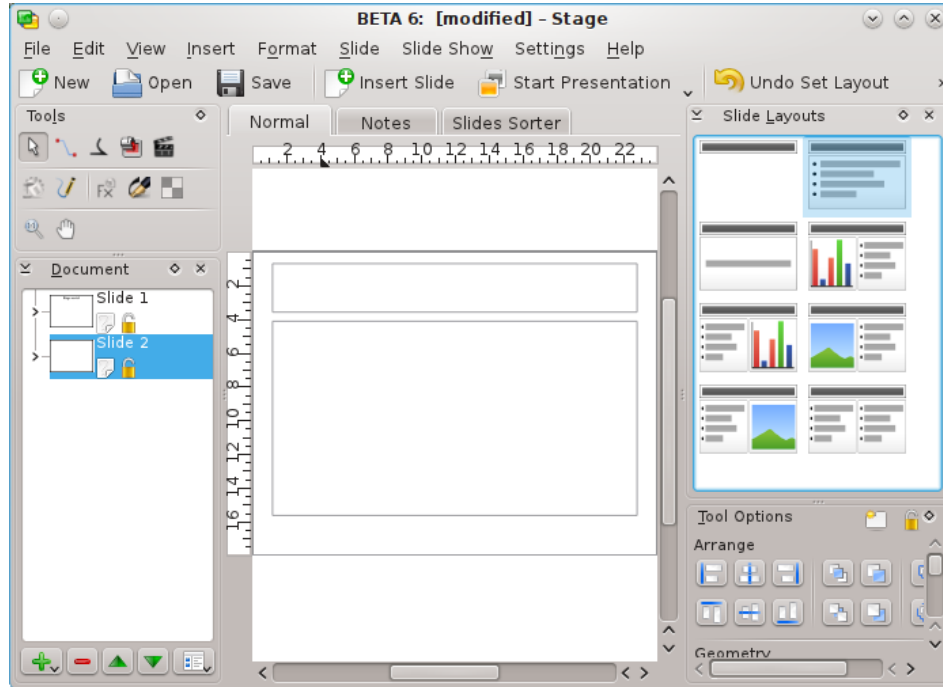 BETA 6:  [modified] – Stage
File Edit View Insert Format Slide Slide Show Settings Help
New Open Save Insert Slide Start Presentation Undo Set Layout
Tools
Normal Notes Slides Sorter
Slide Layouts
2 4 6 8 10 12 14 16 18 20 22
Document
Slide 1
Slide 2
2
4
6
8
10
12
14
16
Tool Options
Arrange
Geometry